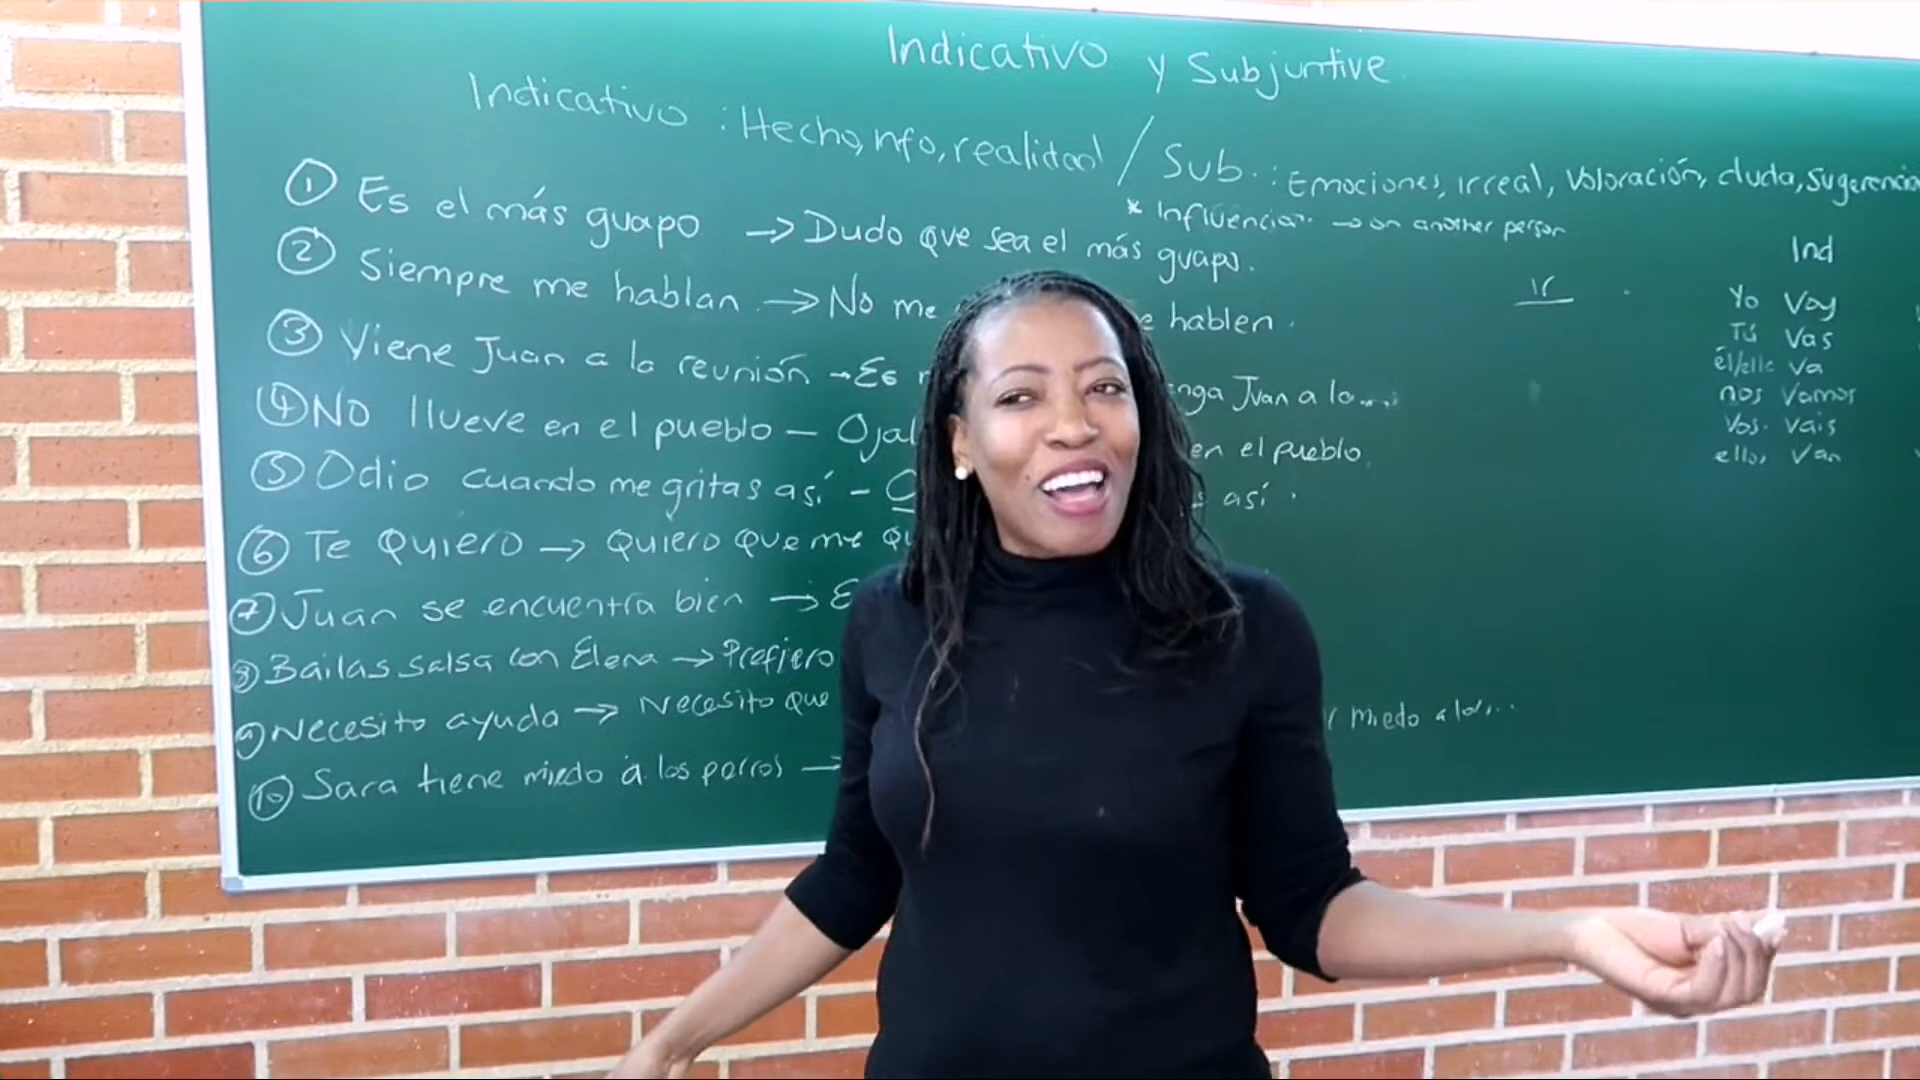 Indicativo y Subjuntive
Indicativo : Hecho, nfo, realidad / Sub. : Emociones, irreal, Valoración, duda, sugerencia
* Influenciar. → on another person
① Es el más guapo → Dudo que sea el más guapo.
② Siempre me hablan. → No me e hablen.
③ Viene Juan a la reunión → Es nga Juan a la....
④ NO llueve en el pueblo – Ojal en el pueblo.
⑤ Odio cuando me gritas así – s así.
⑥ Te Quiero → Quiero que me qu
⑦ Juan se encuentra bien → E
⑧ Bailas salsa con Elena → Prefiero
⑨ Necesito ayuda → Necesito que
⑩ Sara tiene miedo a los perros → r miedo a los...
Ir
Ind
Yo Voy
Tú Vas
él/ella va
nos Vamos
Vos. Vais
ellos Van